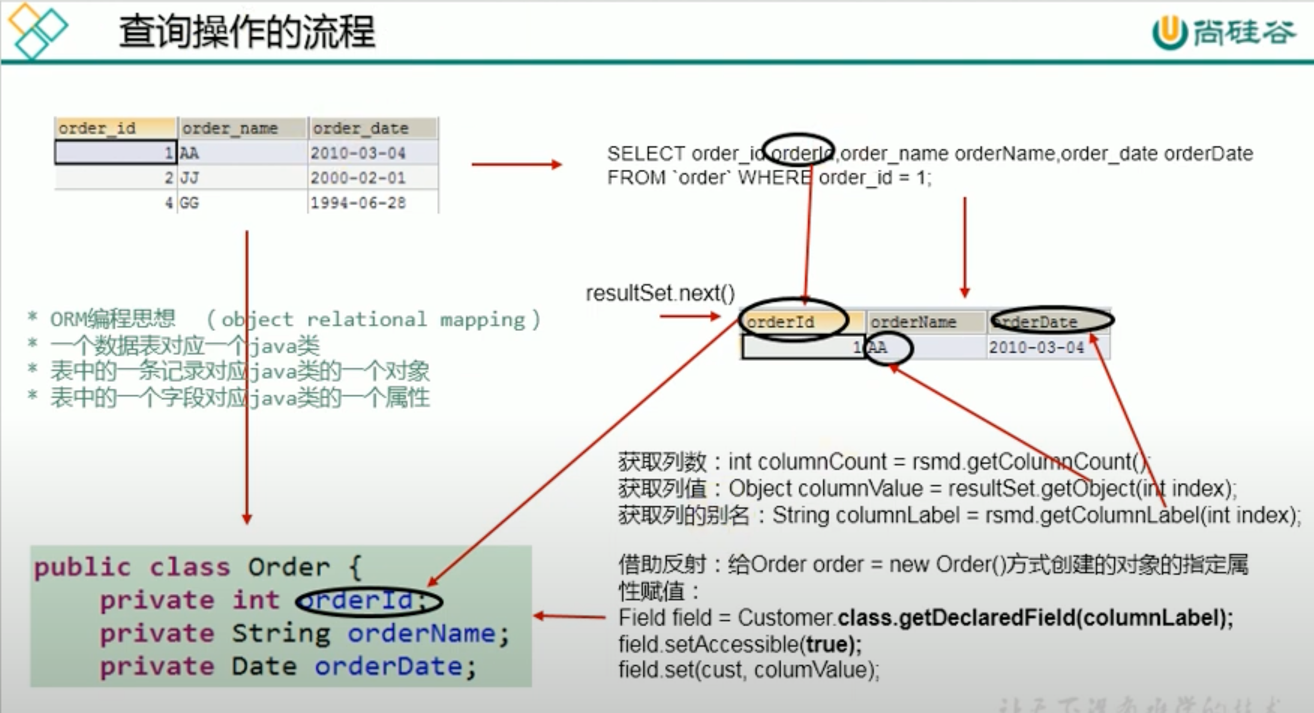 查询操作的流程
尚硅谷
order_id order_name order_date
1 AA 2010-03-04
2 JJ 2000-02-01
4 GG 1994-06-28
SELECT order_id orderId,order_name orderName,order_date orderDate
FROM `order` WHERE order_id = 1;
resultSet.next()
orderId orderName orderDate
1 AA 2010-03-04
* ORM编程思想 （object relational mapping）
* 一个数据表对应一个java类
* 表中的一条记录对应java类的一个对象
* 表中的一个字段对应java类的一个属性
获取列数：int columnCount = rsmd.getColumnCount();
获取列值：Object columnValue = resultSet.getObject(int index);
获取列的别名：String columnLabel = rsmd.getColumnLabel(int index);
借助反射：给Order order = new Order()方式创建的对象的指定属
性赋值：
Field field = Customer.class.getDeclaredField(columnLabel);
field.setAccessible(true);
field.set(cust, columValue);
public class Order {
private int orderId;
private String orderName;
private Date orderDate;